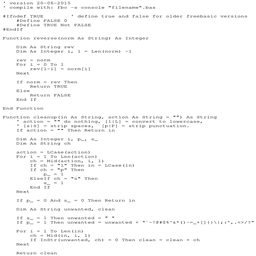 ' version 20-06-2015
' compile with: fbc -s console "filename".bas
#Ifndef TRUE ' define true and false for older freebasic versions
#Define FALSE 0
#Define TRUE Not FALSE
#EndIf
Function reverse(norm As String) As Integer
Dim As String rev
Dim As Integer i, l = Len(norm) -1
rev = norm
For i = 0 To l
rev[l-i] = norm[i]
Next
If norm = rev Then
Return TRUE
Else
Return FALSE
End If
End Function
Function cleanup(in As String, action As String = "") As String
' action = "" do nothing, [l|L] = convert to lowercase,
' [s|S] = strip spaces, [p|P] = strip punctuation.
If action = "" Then Return in
Dim As Integer i, p_, s_
Dim As String ch
action = LCase(action)
For i = 1 To Len(action)
ch = Mid(action, i, 1)
If ch = "l" Then in = LCase(in)
If ch = "p" Then
p_ = 1
ElseIf ch = "s" Then
s_ = 1
End If
Next
If p_ = 0 And s_ = 0 Then Return in
Dim As String unwanted, clean
If s_ = 1 Then unwanted = " "
If p_ = 1 Then unwanted = unwanted +
For i = 1 To Len(in)
ch = Mid(in, i, 1)
If InStr(unwanted, ch) = 0 Then clean = clean + ch
Next
Return clean